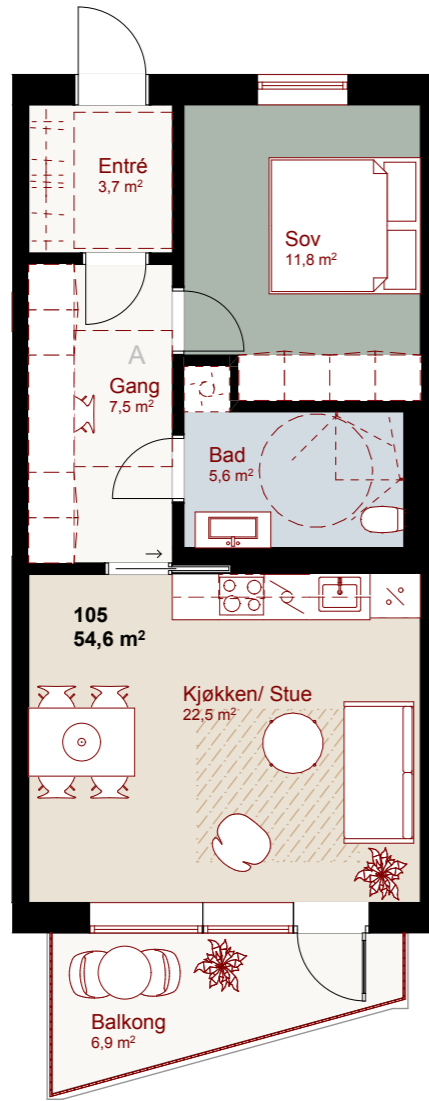 Entré
3,7 m²
Sov
11,8 m²
A
Gang
7,5 m²
Bad
5,6 m²
105
54,6 m²
Kjøkken/ Stue
22,5 m²
Balkong
6,9 m²